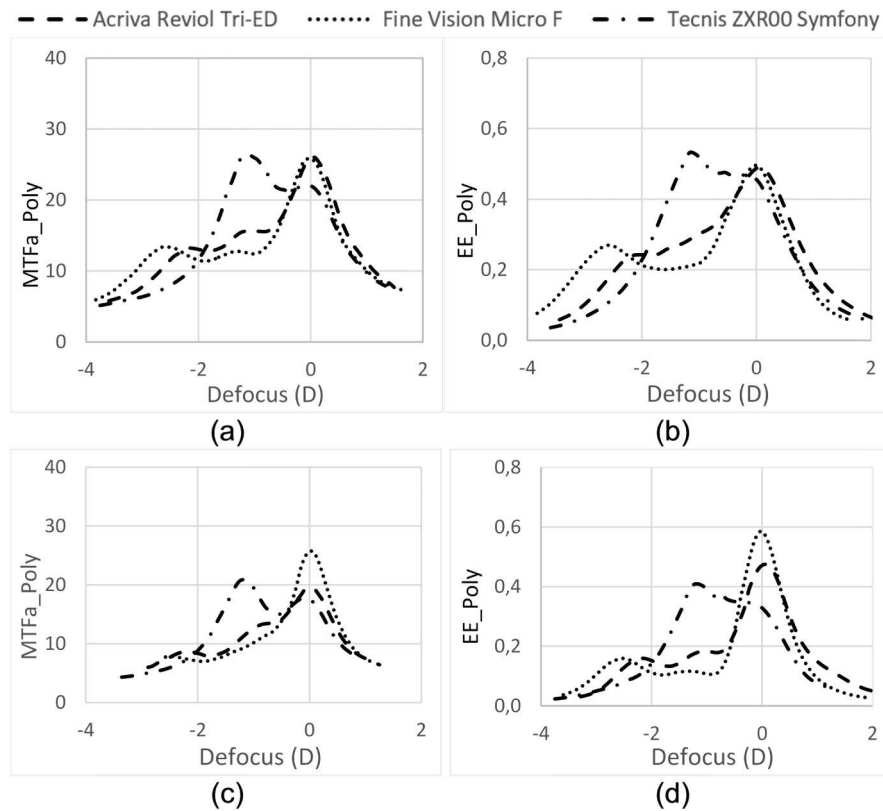 Acriva Reviol Tri-ED Fine Vision Micro F Tecnis ZXR00 Symfony
40
30
20
10
0
-4 -2 0 2
MTFa_Poly
Defocus (D)
(a)
0,8
0,6
0,4
0,2
0,0
-4 -2 0 2
EE_Poly
Defocus (D)
(b)
40
30
20
10
0
-4 -2 0 2
MTFa_Poly
Defocus (D)
(c)
0,8
0,6
0,4
0,2
0,0
-4 -2 0 2
EE_Poly
Defocus (D)
(d)